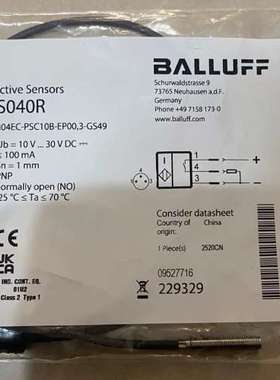 BALLUFF
Schurwaldstrasse 9
73765 Neuhausen a.d.F.
Germany
Phone +49 7158 173-0
www.balluff.com
ctive Sensors
S040R
104EC-PSC10B-EP00,3-GS49
Ub = 10 V ... 30 V DC
≤ 100 mA
Sn = 1 mm
PNP
ormally open (NO)
25 °C ≤ Ta ≤ 70 °C
1
4
3
+
Consider datasheet
Country of origin: China
1 Piece(s) 2520CN
09527716
229329
CE
UK
CA
IND. CONT. EQ.
Class 2 Type 1